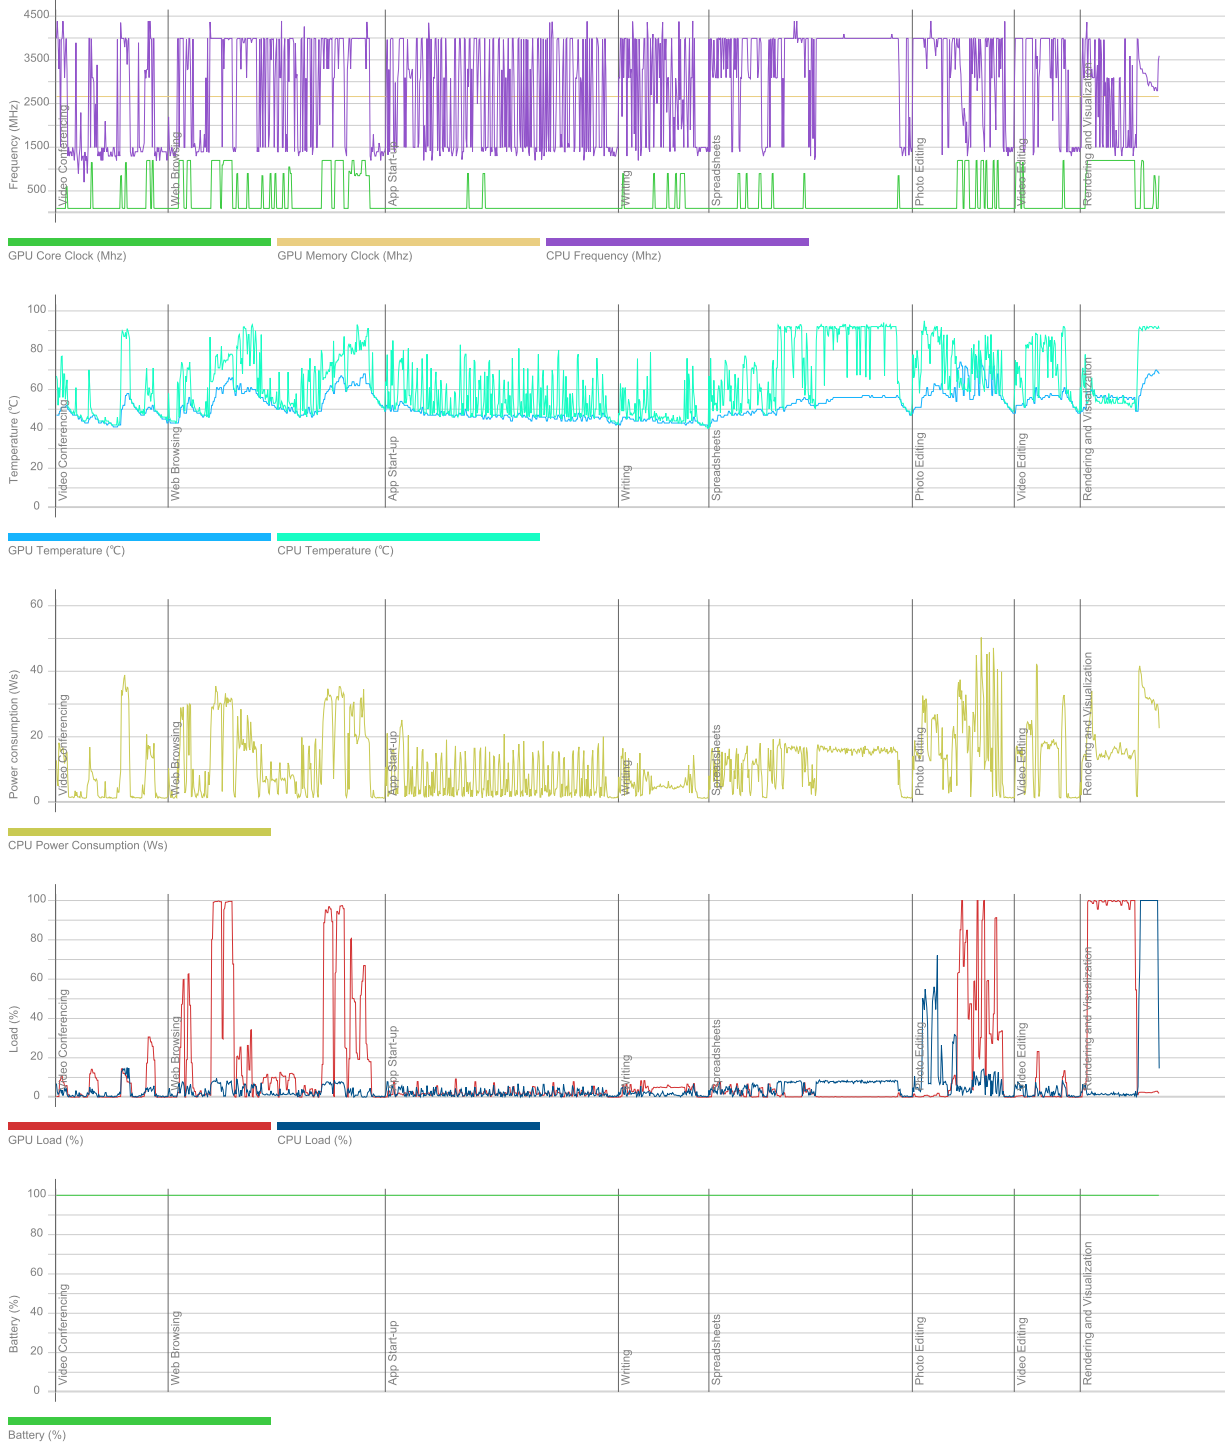 4500
3500
2500
1500
500
Frequency (MHz)
Video Conferencing
Web Browsing
App Start-up
Writing
Spreadsheets
Photo Editing
Video Editing
Rendering and Visualization
GPU Core Clock (Mhz)
GPU Memory Clock (Mhz)
CPU Frequency (Mhz)
100
80
60
40
20
0
Temperature (℃)
Video Conferencing
Web Browsing
App Start-up
Writing
Spreadsheets
Photo Editing
Video Editing
Rendering and Visualization
GPU Temperature (℃)
CPU Temperature (℃)
60
40
20
0
Power consumption (Ws)
Video Conferencing
Web Browsing
App Start-up
Writing
Spreadsheets
Photo Editing
Video Editing
Rendering and Visualization
CPU Power Consumption (Ws)
100
80
60
40
20
0
Load (%)
Video Conferencing
Web Browsing
App Start-up
Writing
Spreadsheets
Photo Editing
Video Editing
Rendering and Visualization
GPU Load (%)
CPU Load (%)
100
80
60
40
20
0
Battery (%)
Video Conferencing
Web Browsing
App Start-up
Writing
Spreadsheets
Photo Editing
Video Editing
Rendering and Visualization
Battery (%)